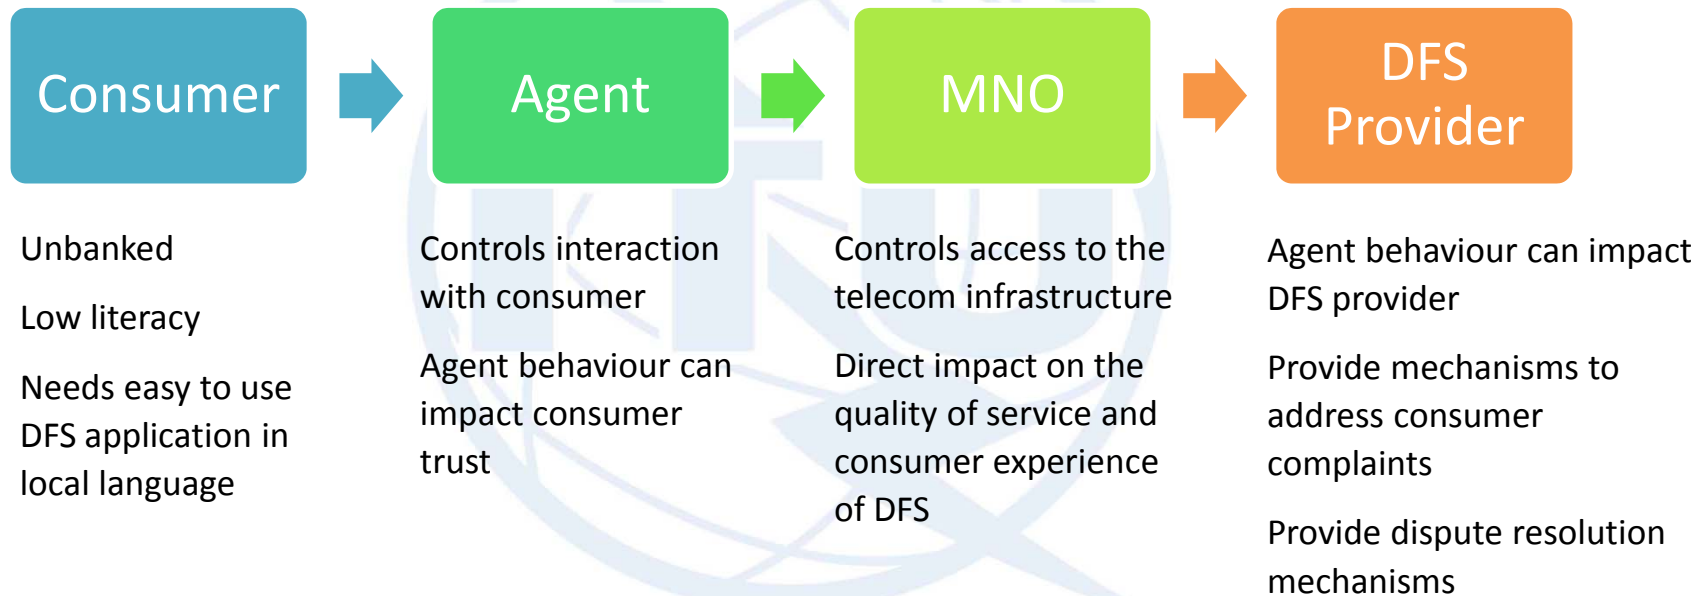 Consumer
Agent
MNO
DFS
Provider
Unbanked
Low literacy
Needs easy to use
DFS application in
local language
Controls interaction
with consumer
Agent behaviour can
impact consumer
trust
Controls access to the
telecom infrastructure
Direct impact on the
quality of service and
consumer experience
of DFS
Agent behaviour can impact
DFS provider
Provide mechanisms to
address consumer
complaints
Provide dispute resolution
mechanisms
ITU